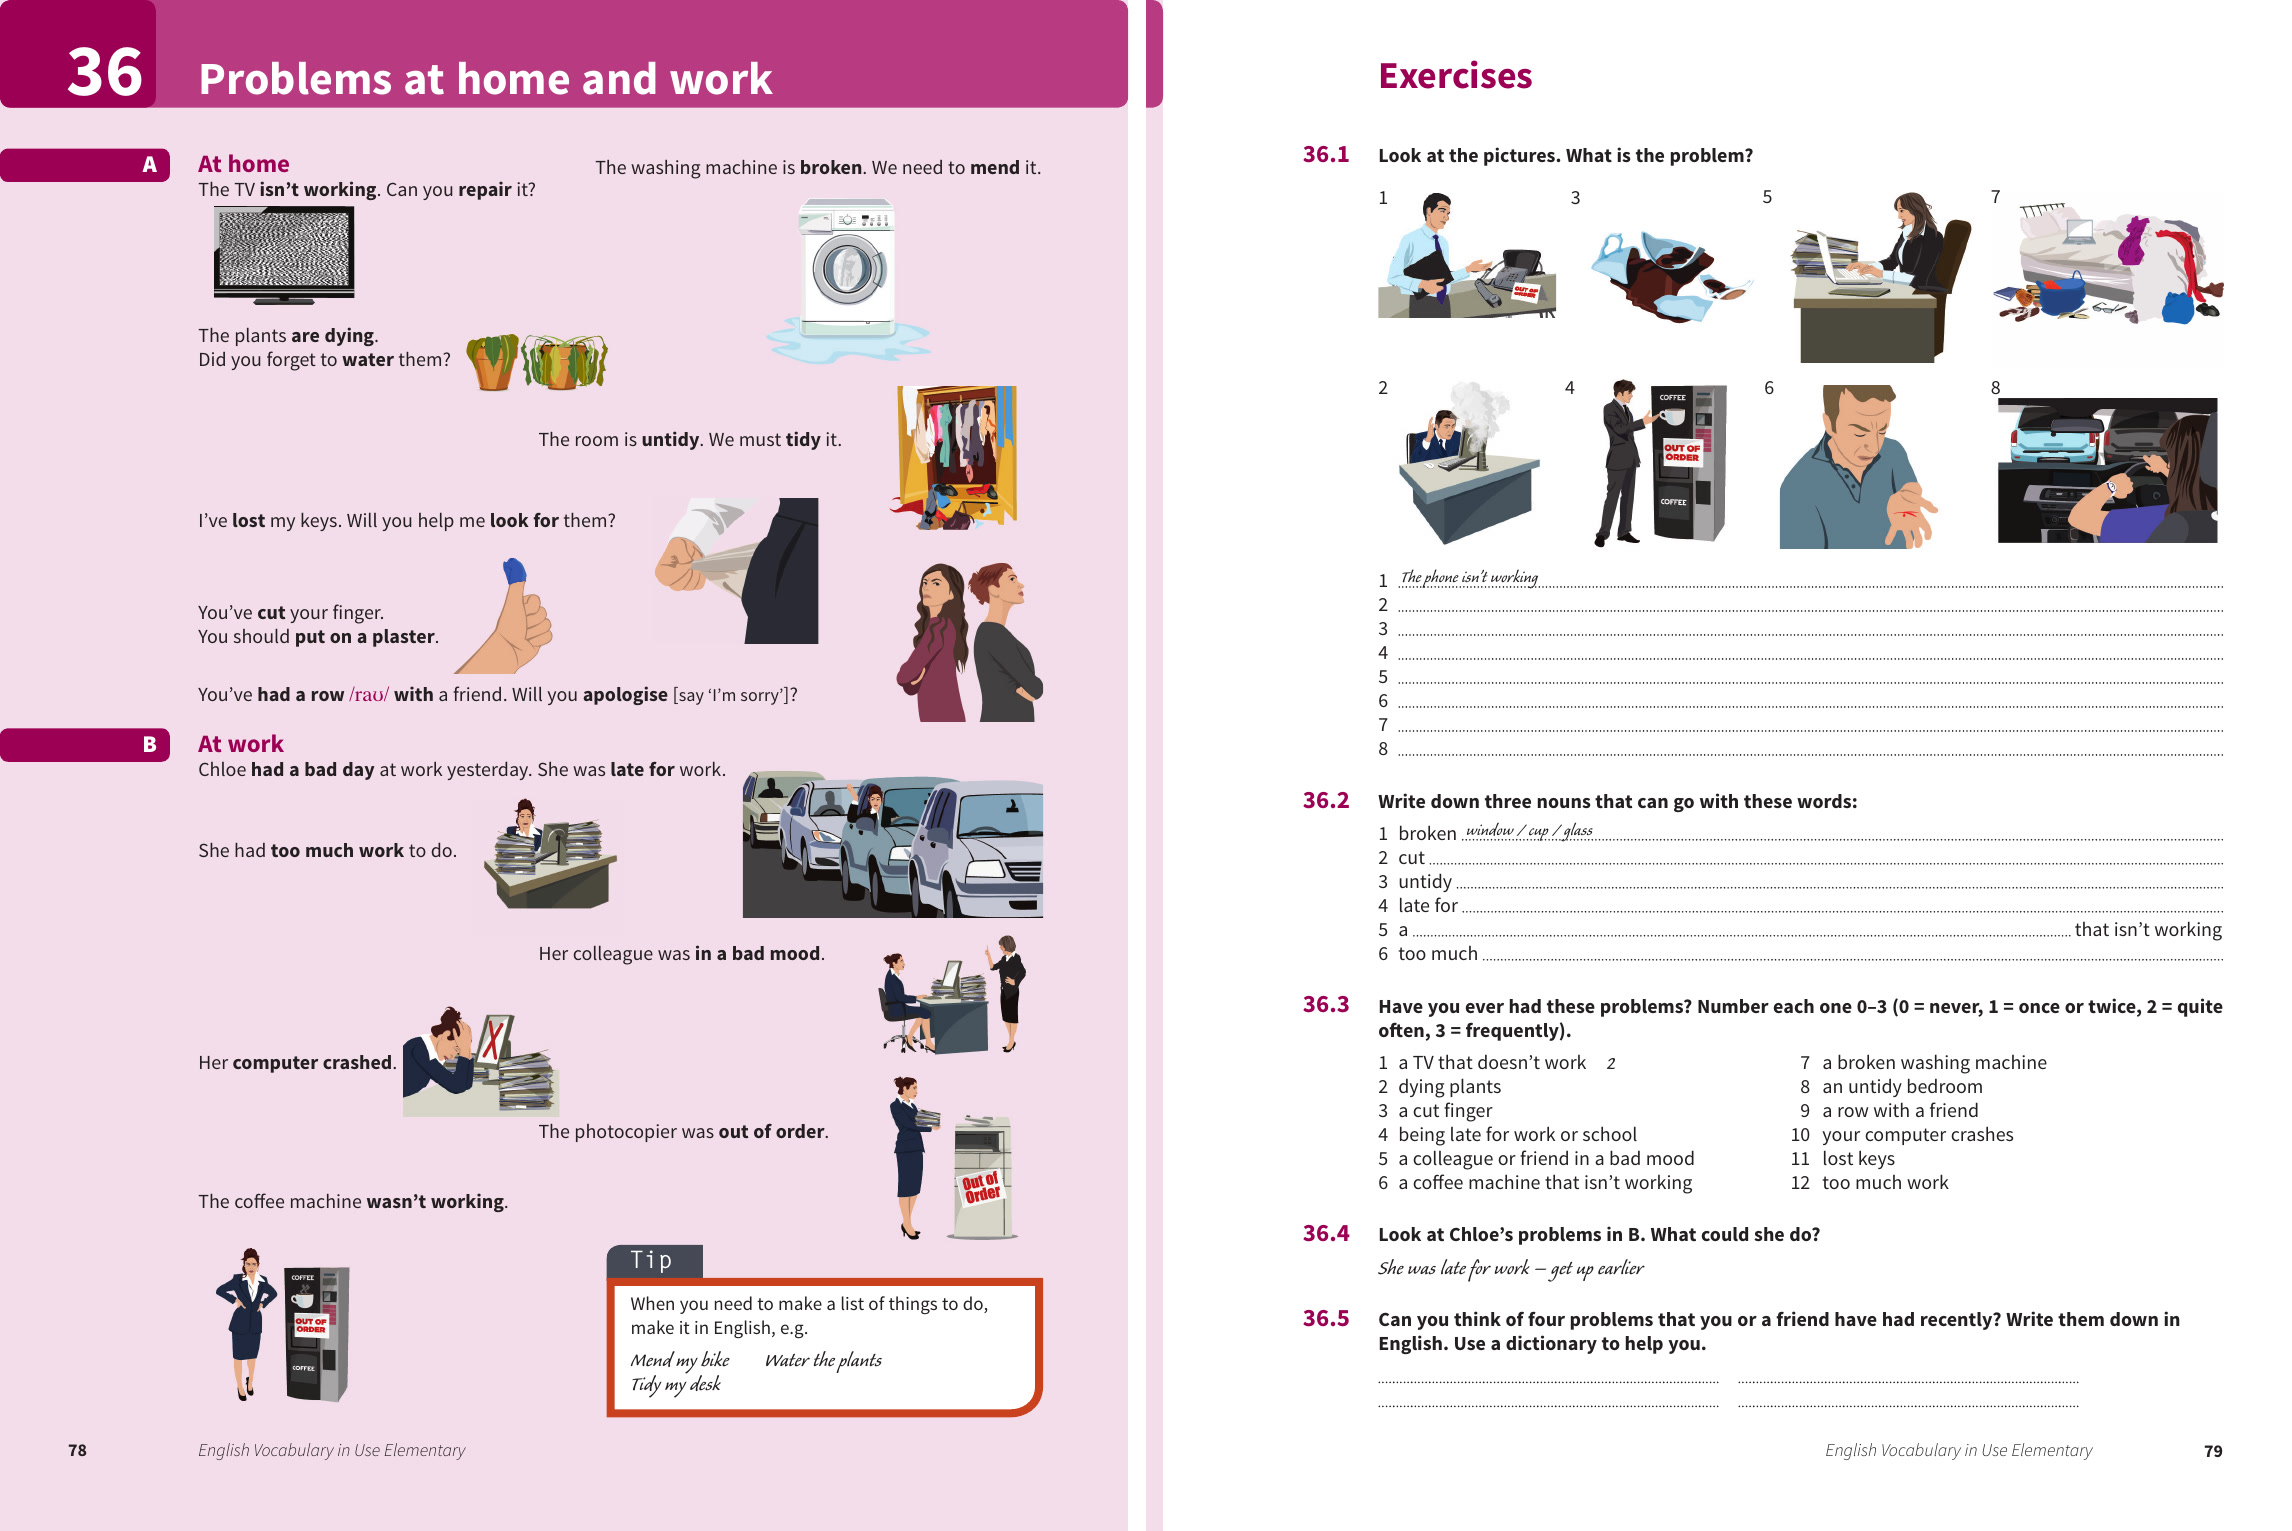 36
Problems at home and work
A
At home
The TV isn’t working. Can you repair it?
The washing machine is broken. We need to mend it.
The plants are dying.
Did you forget to water them?
The room is untidy. We must tidy it.
I’ve lost my keys. Will you help me look for them?
You’ve cut your finger.
You should put on a plaster.
You’ve had a row /raʊ/ with a friend. Will you apologise [say ‘I’m sorry’]?
B
At work
Chloe had a bad day at work yesterday. She was late for work.
She had too much work to do.
Her colleague was in a bad mood.
Her computer crashed.
The photocopier was out of order.
Out of
Order
The coffee machine wasn’t working.
COFFEE
OUT OF
ORDER
COFFEE
Tip
When you need to make a list of things to do,
make it in English, e.g.
Mend my bike Water the plants
Tidy my desk
78
English Vocabulary in Use Elementary
Exercises
36.1 Look at the pictures. What is the problem?
1
OUT OF
ORDER
3
5
7
2
4
COFFEE
OUT OF
ORDER
COFFEE
6
8
1 The phone isn’t working
2
3
4
5
6
7
8
36.2 Write down three nouns that can go with these words:
1 broken window / cup / glass
2 cut
3 untidy
4 late for
5 a that isn’t working
6 too much
36.3 Have you ever had these problems? Number each one 0–3 (0 = never, 1 = once or twice, 2 = quite
often, 3 = frequently).
1 a TV that doesn’t work 2
2 dying plants
3 a cut finger
4 being late for work or school
5 a colleague or friend in a bad mood
6 a coffee machine that isn’t working
7 a broken washing machine
8 an untidy bedroom
9 a row with a friend
10 your computer crashes
11 lost keys
12 too much work
36.4 Look at Chloe’s problems in B. What could she do?
She was late for work – get up earlier
36.5 Can you think of four problems that you or a friend have had recently? Write them down in
English. Use a dictionary to help you.
English Vocabulary in Use Elementary
79